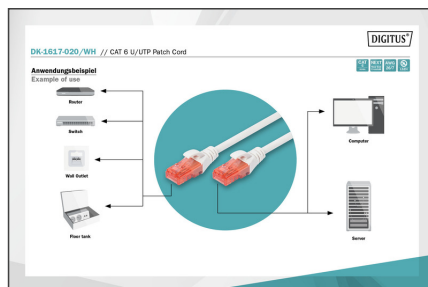 DIGITUS®
DK-1617-020/WH // CAT 6 U/UTP Patch Cord
Anwendungsbeispiel
Example of use
Router
Switch
Wall Outlet
Floor tank
Computer
Server